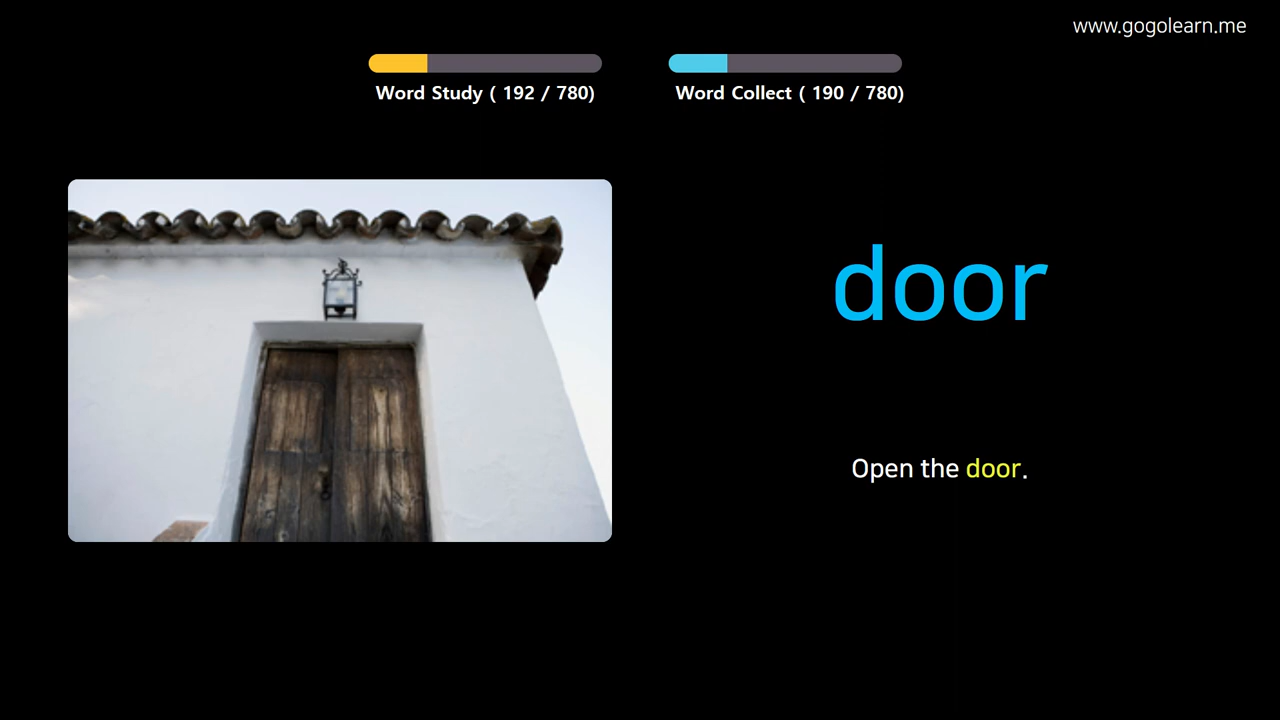 www.gogolearn.me
Word Study ( 192 / 780)
Word Collect ( 190 / 780)
door
Open the door.